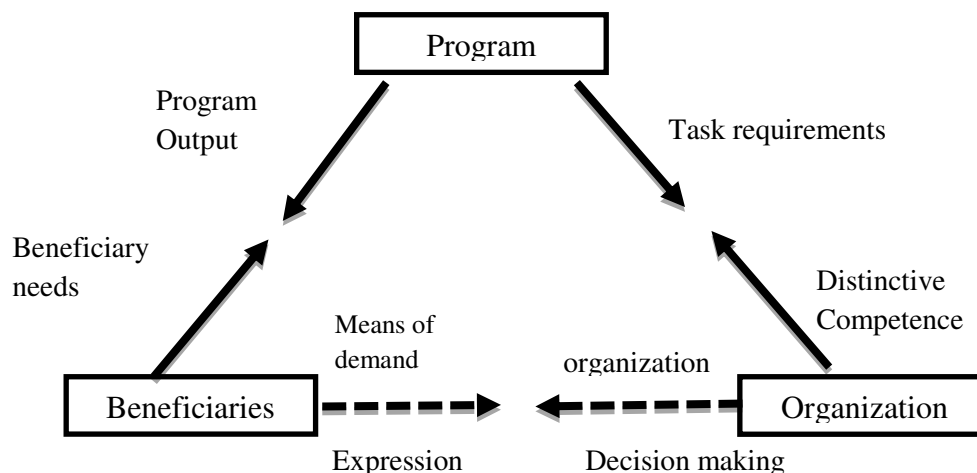 Program
Program
Output
Task requirements
Beneficiary
needs
Distinctive
Competence
Means of
demand
organization
Beneficiaries
Organization
Expression
Decision making